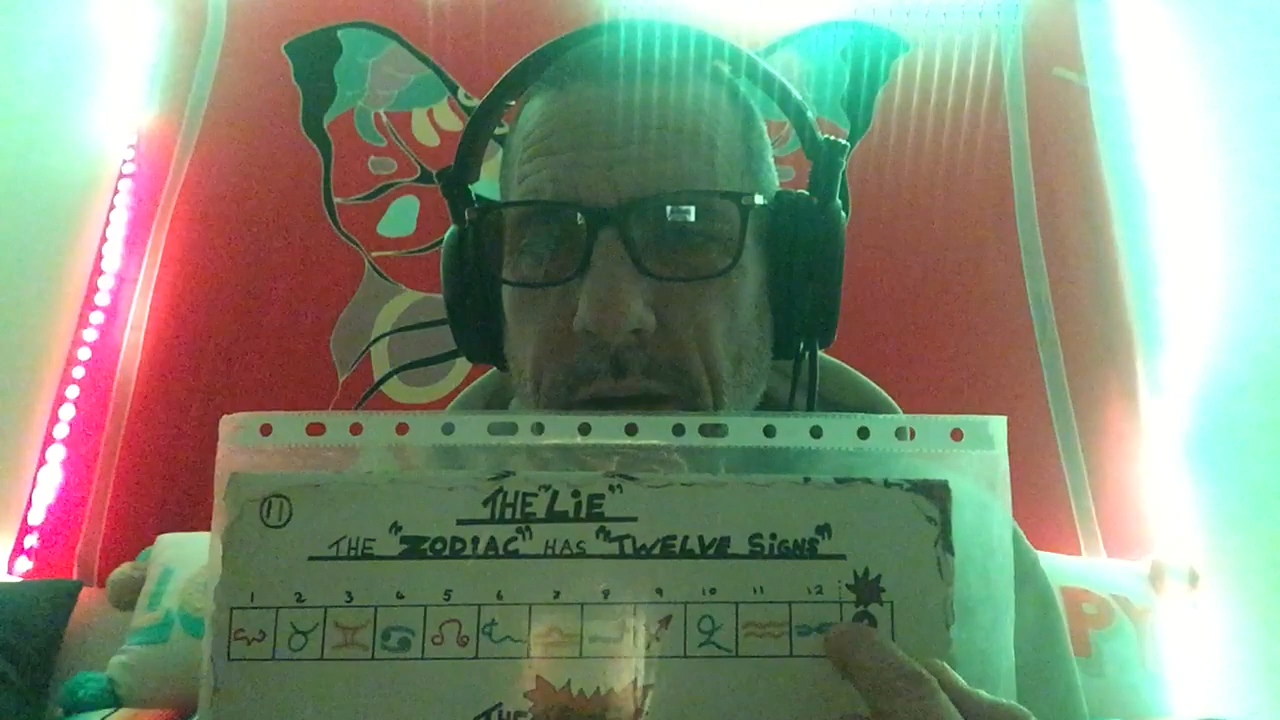 11
THE "LiE"
THE "ZODIAC" HAS "TWELVE SiGNS"
1 2 3 4 5 6 7 8 9 10 11 12
♈ ♉ ♊ ♋ ♌ ♍ ♎ ♏ ♐ ♑ ♒ ♓
THE